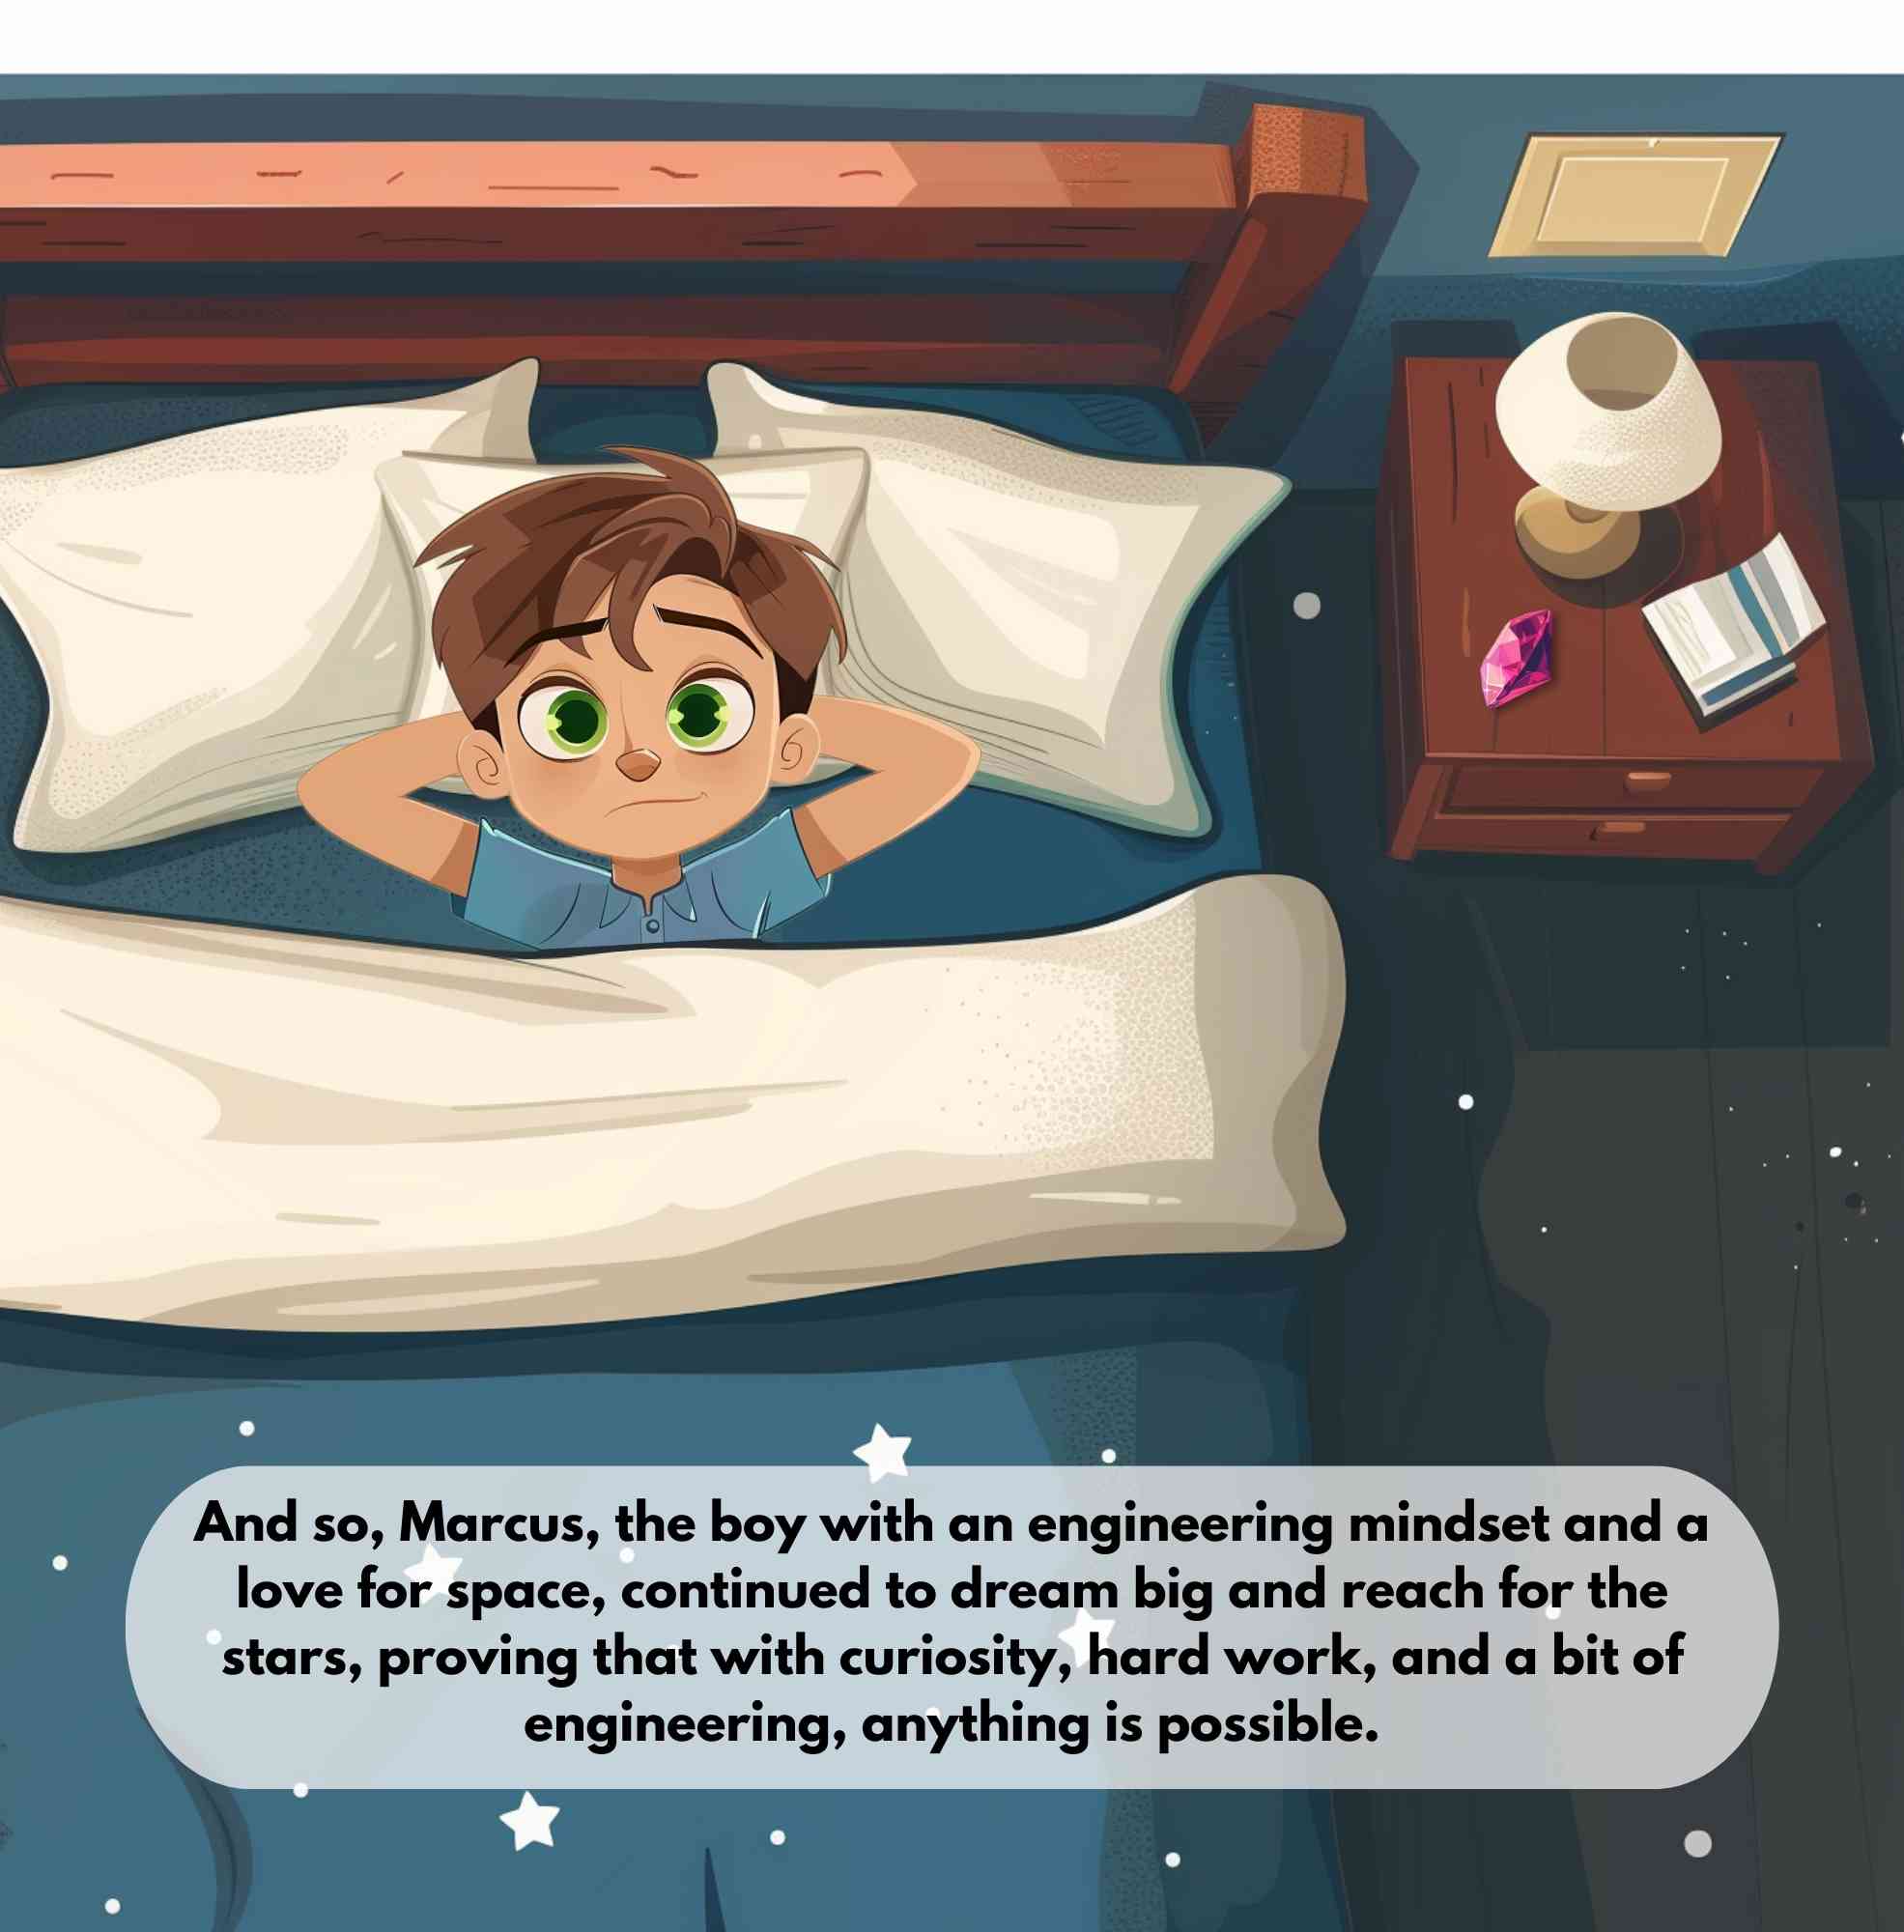 And so, Marcus, the boy with an engineering mindset and a
love for space, continued to dream big and reach for the
stars, proving that with curiosity, hard work, and a bit of
engineering, anything is possible.